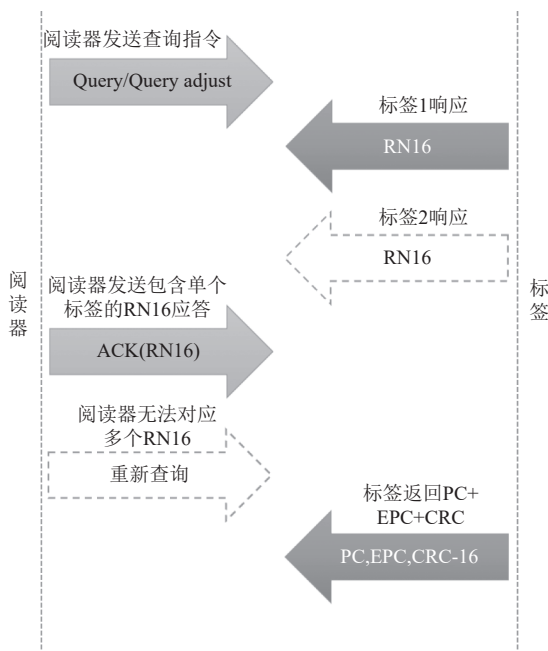 阅读器发送查询指令
Query/Query adjust
标签1响应
RN16
标签2响应
RN16
阅读器
标签
阅读器发送包含单个
标签的RN16应答
ACK(RN16)
阅读器无法对应
多个RN16
重新查询
标签返回PC+
EPC+CRC
PC,EPC,CRC-16